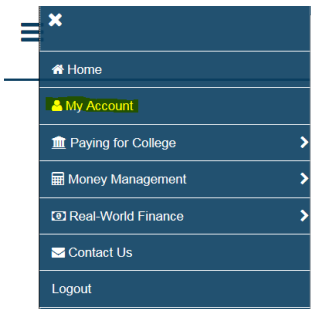 Home
My Account
Paying for College
Money Management
Real-World Finance
Contact Us
Logout